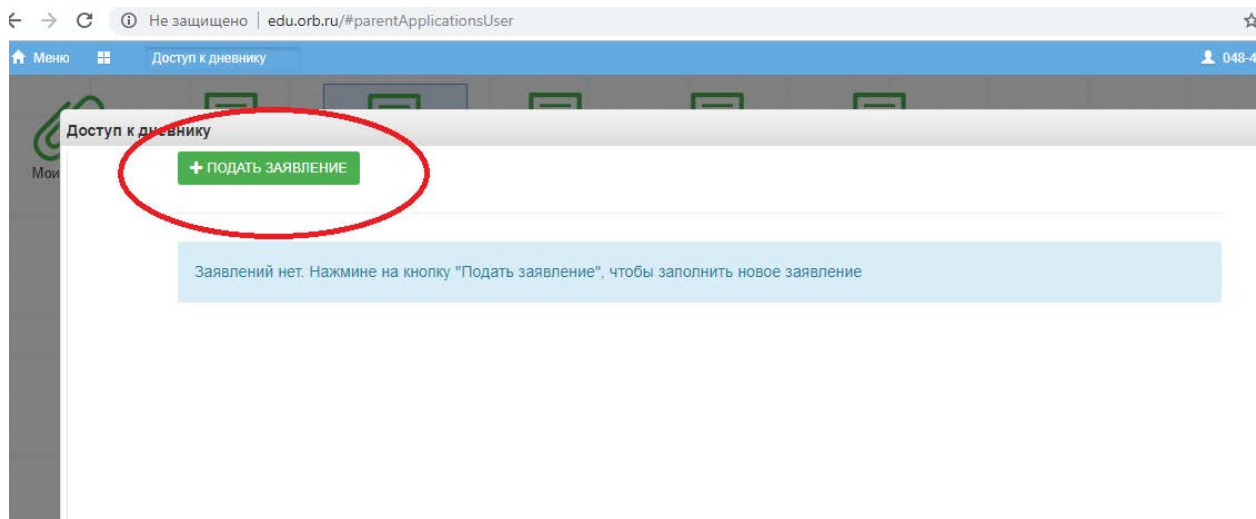 Не защищено | edu.orb.ru/#parentApplicationsUser
Меню Доступ к дневнику 048-4
Мои
Доступ к дневнику
+ ПОДАТЬ ЗАЯВЛЕНИЕ
Заявлений нет. Нажмине на кнопку "Подать заявление", чтобы заполнить новое заявление